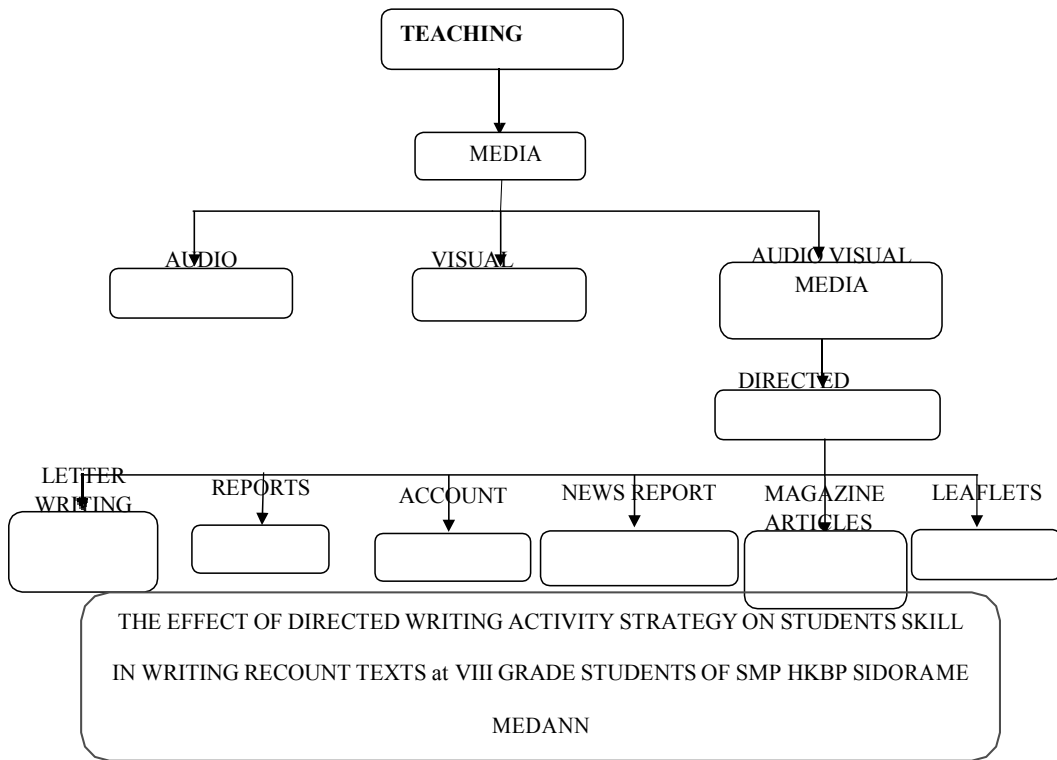 TEACHING
MEDIA
AUDIO
VISUAL
AUDIO VISUAL
MEDIA
DIRECTED
LETTER
WRITING
REPORTS
ACCOUNT
NEWS REPORT
MAGAZINE
ARTICLES
LEAFLETS
THE EFFECT OF DIRECTED WRITING ACTIVITY STRATEGY ON STUDENTS SKILL
IN WRITING RECOUNT TEXTS at VIII GRADE STUDENTS OF SMP HKBP SIDORAME
MEDANN